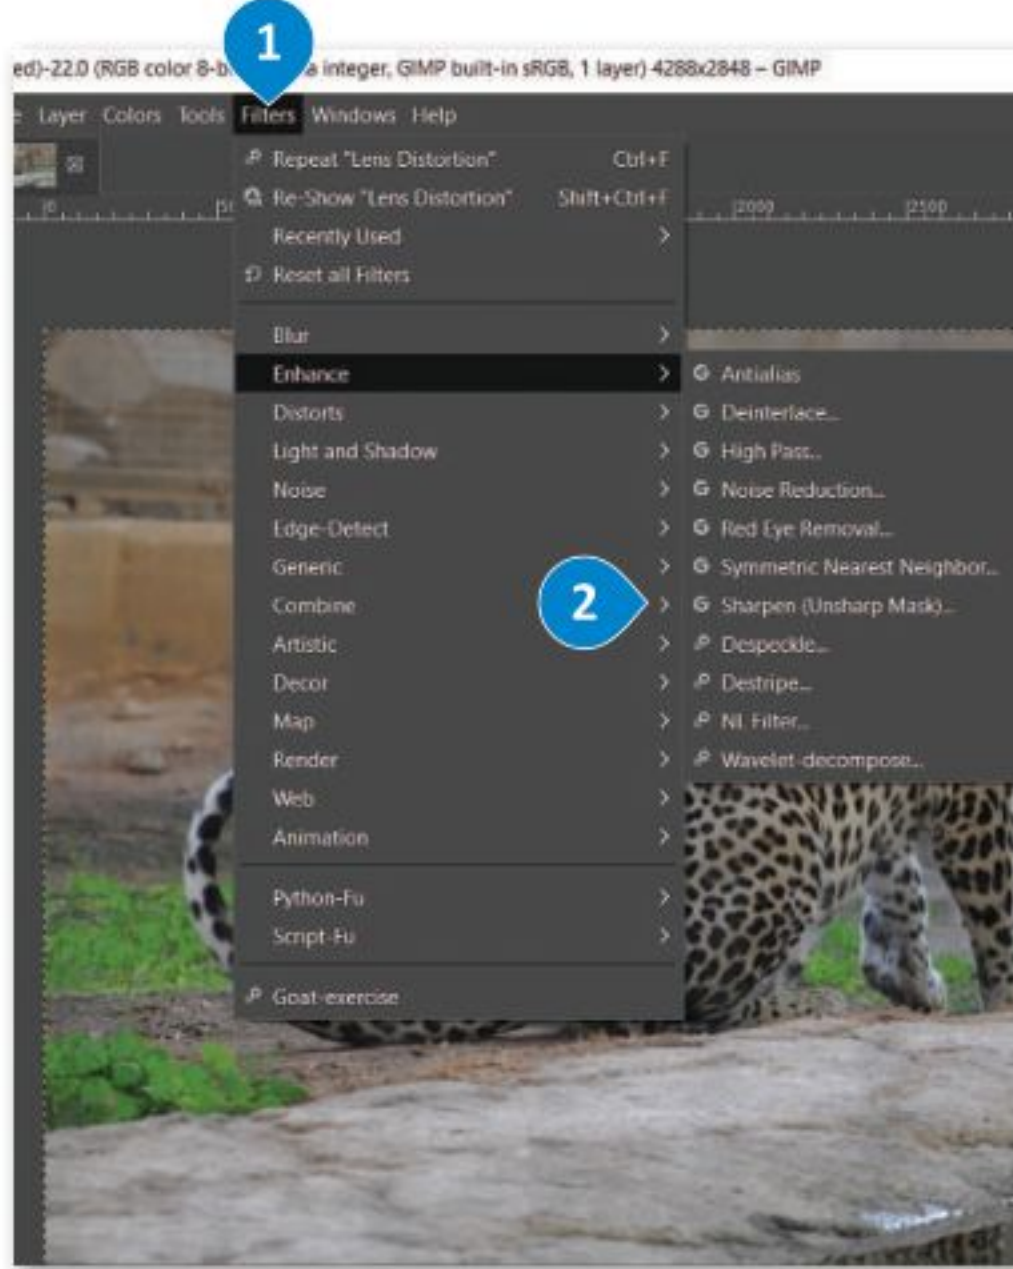 1
ed)-22.0 (RGB color 8-b a integer, GIMP built-in sRGB, 1 layer) 4288x2848 – GIMP
e Layer Colors Tools Filters Windows Help
Repeat "Lens Distortion" Ctrl+F
Re-Show "Lens Distortion" Shift+Ctrl+F
|0 |50 |2000 |2500
Recently Used >
Reset all Filters
Blur >
Enhance > G Antialias
Distorts > G Deinterlace...
Light and Shadow > G High Pass...
Noise > G Noise Reduction...
Edge-Detect > G Red Eye Removal...
Generic > G Symmetric Nearest Neighbor...
Combine 2 > G Sharpen (Unsharp Mask)...
Artistic > Despeckle...
Decor > Destripe...
Map > NL Filter...
Render > Wavelet-decompose...
Web >
Animation >
Python-Fu >
Script-Fu >
Goat-exercise